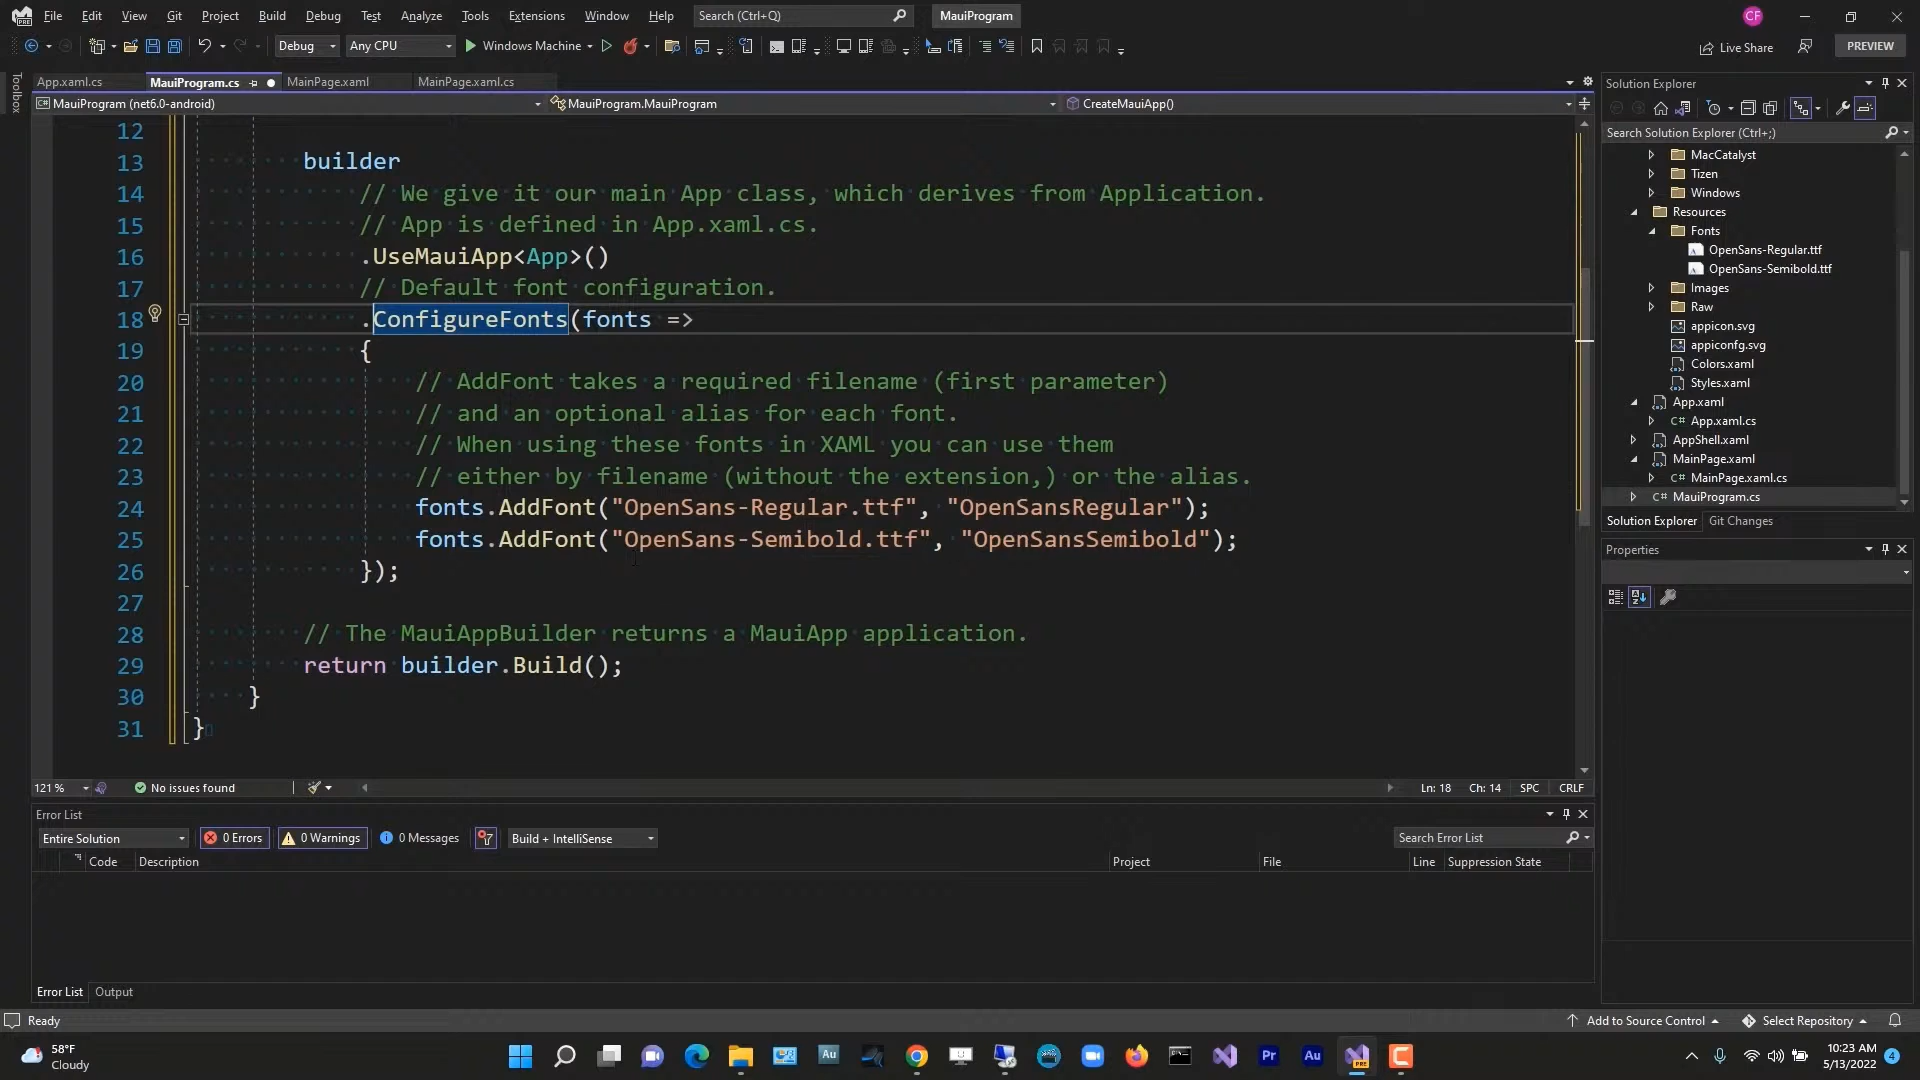 File Edit View Git Project Build Debug Test Analyze Tools Extensions Window Help Search (Ctrl+Q) MauiProgram CF
Debug Any CPU Windows Machine Live Share PREVIEW
Toolbox
App.xaml.cs MauiProgram.cs MainPage.xaml MainPage.xaml.cs
MauiProgram (net6.0-android) MauiProgram.MauiProgram CreateMauiApp()
12
13 builder
14 // We give it our main App class, which derives from Application.
15 // App is defined in App.xaml.cs.
16 .UseMauiApp<App>()
17 // Default font configuration.
18 .ConfigureFonts(fonts =>
19 {
20 // AddFont takes a required filename (first parameter)
21 // and an optional alias for each font.
22 // When using these fonts in XAML you can use them
23 // either by filename (without the extension,) or the alias.
24 fonts.AddFont("OpenSans-Regular.ttf", "OpenSansRegular");
25 fonts.AddFont("OpenSans-Semibold.ttf", "OpenSansSemibold");
26 });
27
28 // The MauiAppBuilder returns a MauiApp application.
29 return builder.Build();
30 }
31 }
121 % No issues found Ln: 18 Ch: 14 SPC CRLF
Error List
Entire Solution 0 Errors 0 Warnings 0 Messages Build + IntelliSense Search Error List
Code Description Project File Line Suppression State
Error List Output
Solution Explorer
Search Solution Explorer (Ctrl+;)
MacCatalyst
Tizen
Windows
Resources
Fonts
OpenSans-Regular.ttf
OpenSans-Semibold.ttf
Images
Raw
appicon.svg
appiconfg.svg
Colors.xaml
Styles.xaml
App.xaml
C# App.xaml.cs
AppShell.xaml
MainPage.xaml
C# MainPage.xaml.cs
C# MauiProgram.cs
Solution Explorer Git Changes
Properties
Ready Add to Source Control Select Repository
58°F
Cloudy
Au Pr Au PRE
10:23 AM
5/13/2022 4